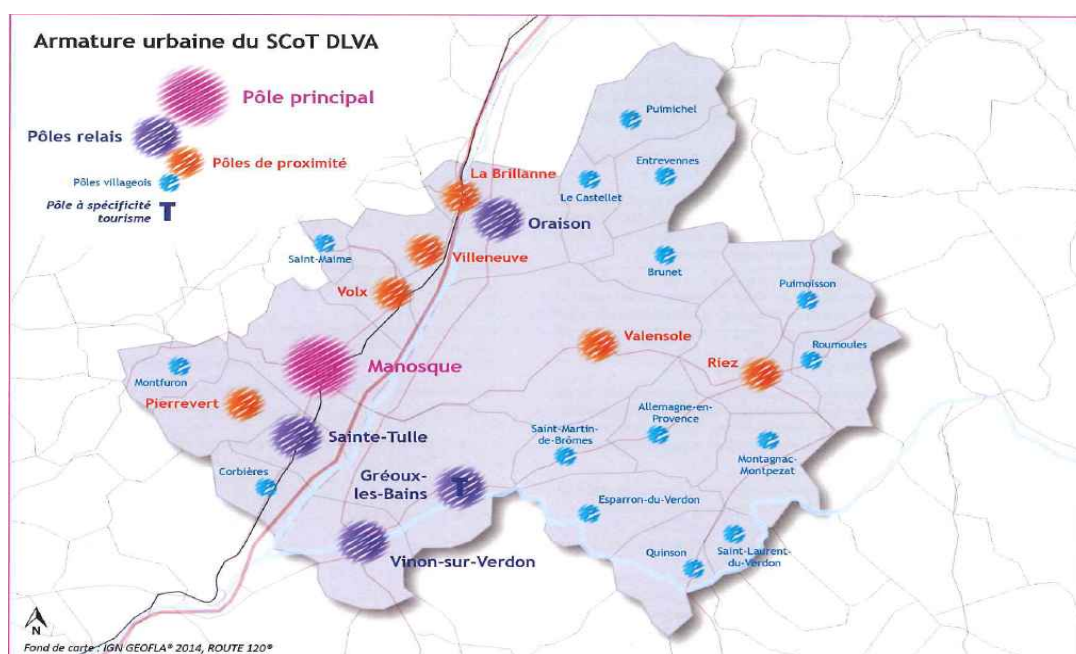 Armature urbaine du SCoT DLVA
Pôle principal
Pôles relais
Pôles de proximité
Pôles villageois
Pôle à spécificité
tourisme
T
Puimichel
Entrevennes
La Brillanne
Le Castellet
Oraison
Saint-Maime
Villeneuve
Brunet
Volx
Puimoisson
Valensole
Roumoules
Manosque
Riez
Montfuron
Pierrevert
Allemagne-en-
Provence
Saint-Martin-
de-Brômes
Sainte-Tulle
Montagnac-
Montpezat
Corbières
Gréoux-
les-Bains
T
Esparron-du-Verdon
Vinon-sur-Verdon
Quinson
Saint-Laurent-
du-Verdon
N
Fond de carte : IGN GEOFLA® 2014, ROUTE 120®